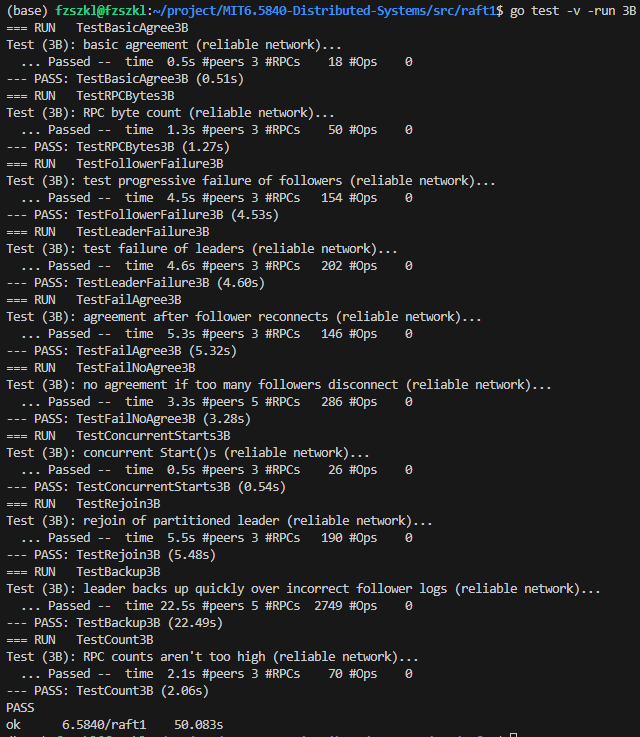 (base) fzszkl@fzszkl:~/project/MIT6.5840-Distributed-Systems/src/raft1$ go test -v -run 3B
=== RUN   TestBasicAgree3B
Test (3B): basic agreement (reliable network)...
  ... Passed --  time  0.5s #peers 3 #RPCs    18 #Ops    0
--- PASS: TestBasicAgree3B (0.51s)
=== RUN   TestRPCBytes3B
Test (3B): RPC byte count (reliable network)...
  ... Passed --  time  1.3s #peers 3 #RPCs    50 #Ops    0
--- PASS: TestRPCBytes3B (1.27s)
=== RUN   TestFollowerFailure3B
Test (3B): test progressive failure of followers (reliable network)...
  ... Passed --  time  4.5s #peers 3 #RPCs   154 #Ops    0
--- PASS: TestFollowerFailure3B (4.53s)
=== RUN   TestLeaderFailure3B
Test (3B): test failure of leaders (reliable network)...
  ... Passed --  time  4.6s #peers 3 #RPCs   202 #Ops    0
--- PASS: TestLeaderFailure3B (4.60s)
=== RUN   TestFailAgree3B
Test (3B): agreement after follower reconnects (reliable network)...
  ... Passed --  time  5.3s #peers 3 #RPCs   146 #Ops    0
--- PASS: TestFailAgree3B (5.32s)
=== RUN   TestFailNoAgree3B
Test (3B): no agreement if too many followers disconnect (reliable network)...
  ... Passed --  time  3.3s #peers 5 #RPCs   286 #Ops    0
--- PASS: TestFailNoAgree3B (3.28s)
=== RUN   TestConcurrentStarts3B
Test (3B): concurrent Start()s (reliable network)...
  ... Passed --  time  0.5s #peers 3 #RPCs    26 #Ops    0
--- PASS: TestConcurrentStarts3B (0.54s)
=== RUN   TestRejoin3B
Test (3B): rejoin of partitioned leader (reliable network)...
  ... Passed --  time  5.5s #peers 3 #RPCs   190 #Ops    0
--- PASS: TestRejoin3B (5.48s)
=== RUN   TestBackup3B
Test (3B): leader backs up quickly over incorrect follower logs (reliable network)...
  ... Passed --  time 22.5s #peers 5 #RPCs  2749 #Ops    0
--- PASS: TestBackup3B (22.49s)
=== RUN   TestCount3B
Test (3B): RPC counts aren't too high (reliable network)...
  ... Passed --  time  2.1s #peers 3 #RPCs    70 #Ops    0
--- PASS: TestCount3B (2.06s)
PASS
ok      6.5840/raft1    50.083s